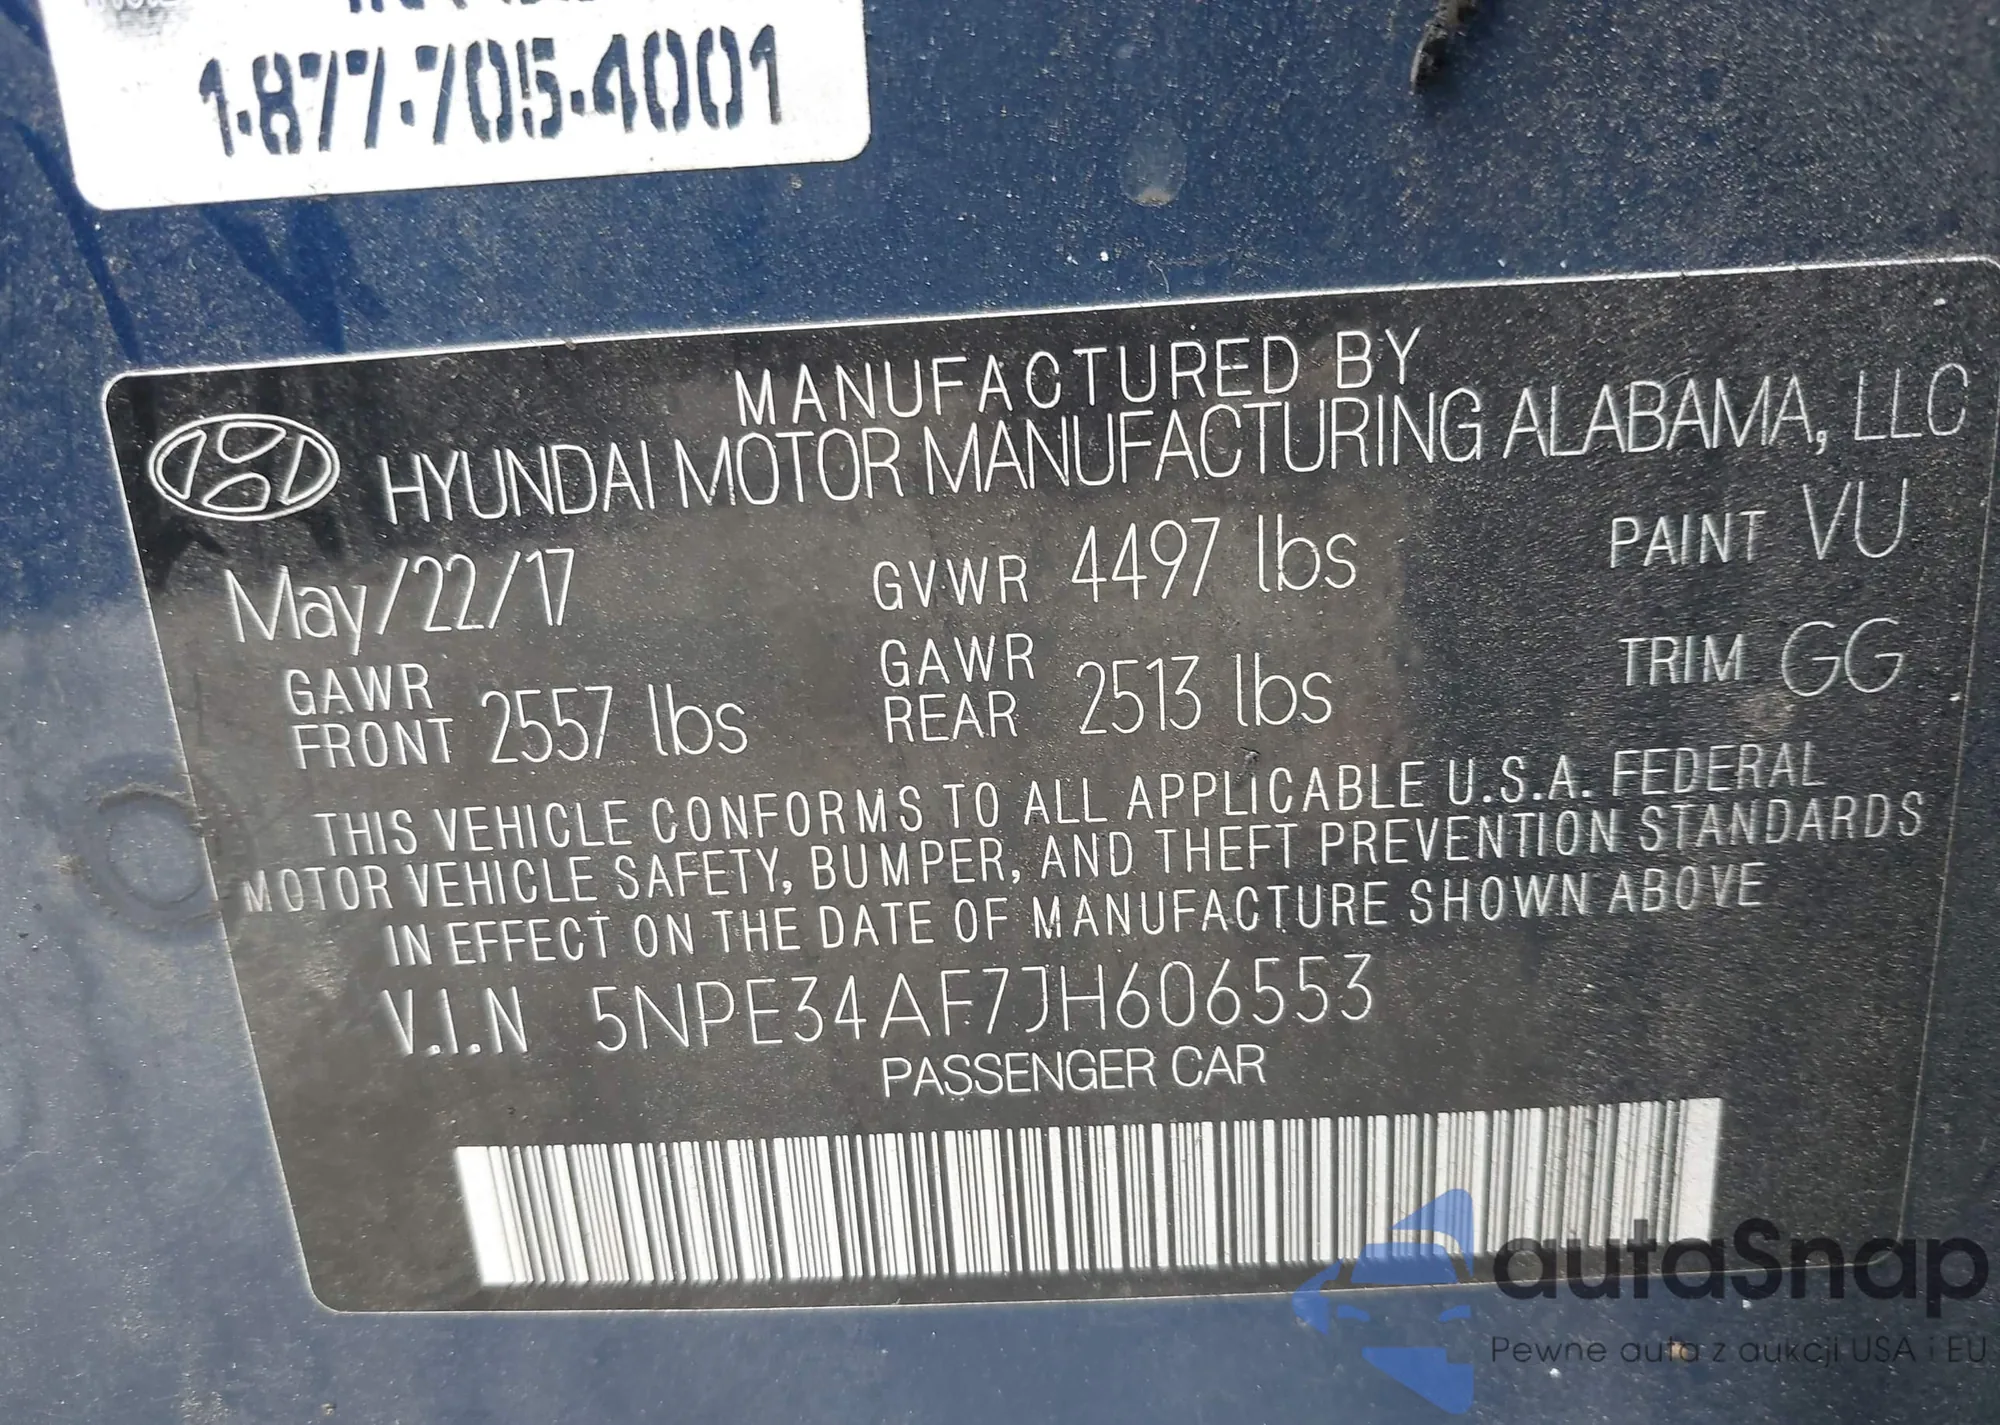 1-877-705-4001
MANUFACTURED BY
HYUNDAI MOTOR MANUFACTURING ALABAMA, LLC
May/22/17 GVWR 4497 lbs PAINT VU
GAWR FRONT 2557 lbs GAWR REAR 2513 lbs TRIM GG
THIS VEHICLE CONFORMS TO ALL APPLICABLE U.S.A. FEDERAL
MOTOR VEHICLE SAFETY, BUMPER, AND THEFT PREVENTION STANDARDS
IN EFFECT ON THE DATE OF MANUFACTURE SHOWN ABOVE
V.I.N 5NPE34AF7JH606553
PASSENGER CAR
autaSnap
Pewne auta z aukcji USA i EU